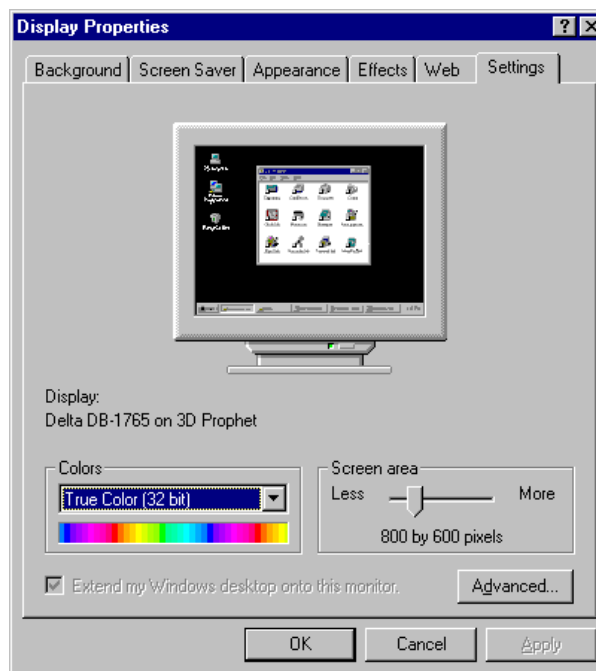 Display Properties
Background Screen Saver Appearance Effects Web Settings
Display:
Delta DB-1765 on 3D Prophet
Colors
True Color (32 bit)
Screen area
Less More
800 by 600 pixels
Extend my Windows desktop onto this monitor.
Advanced...
OK Cancel Apply